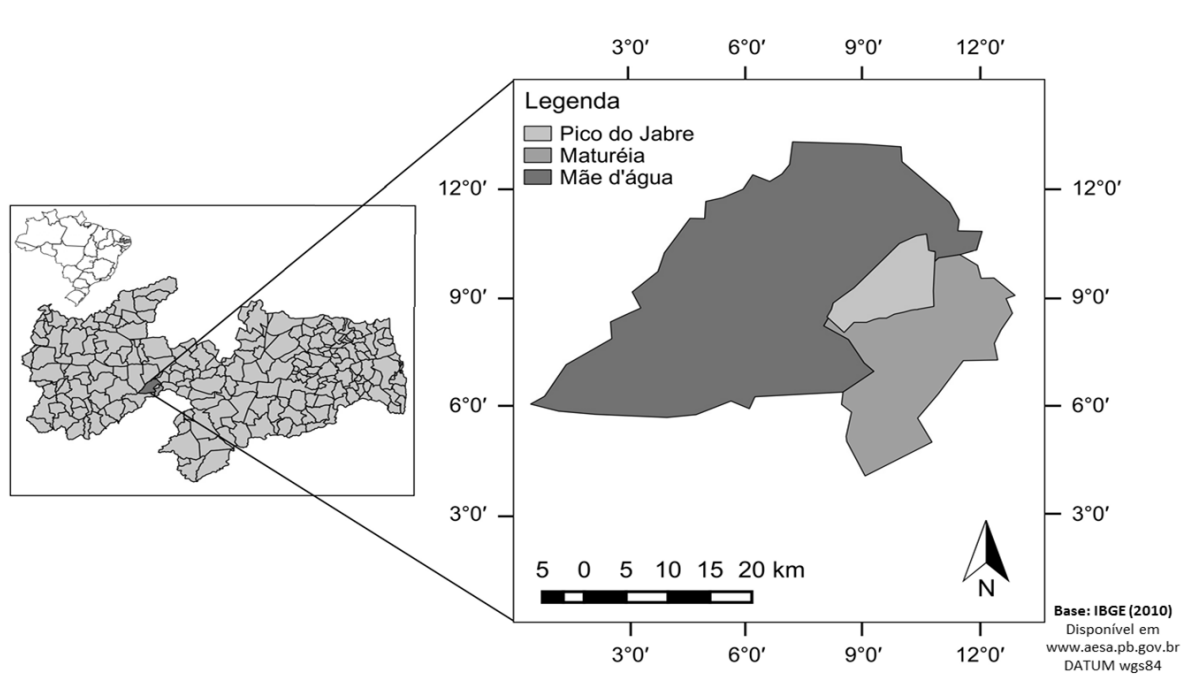 3°0′ 6°0′ 9°0′ 12°0′
Legenda
Pico do Jabre
Maturéia
Mãe d'água
12°0′ 12°0′
9°0′ 9°0′
6°0′ 6°0′
3°0′ 3°0′
5 0 5 10 15 20 km
N
3°0′ 6°0′ 9°0′ 12°0′
Base: IBGE (2010)
Disponível em
www.aesa.pb.gov.br
DATUM wgs84